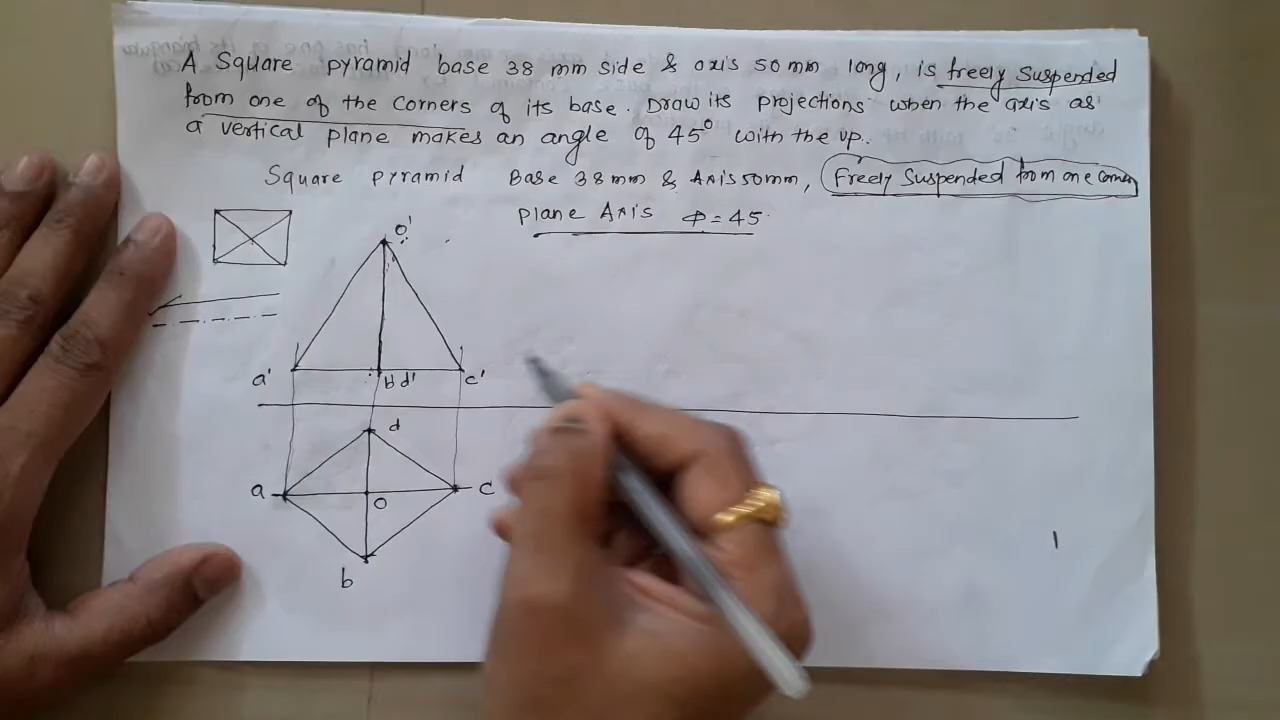 A Square pyramid base 38 mm side & axis 50 mm long, is freely suspended
from one of the corners of its base. Draw its projections when the axis as
a vertical plane makes an angle of 45° with the vp.
Square pyramid Base 38 mm & Axis 50mm, Freely Suspended from one corner
plane Axis Φ = 45
o'
a' b d' c'
d
a o c
b